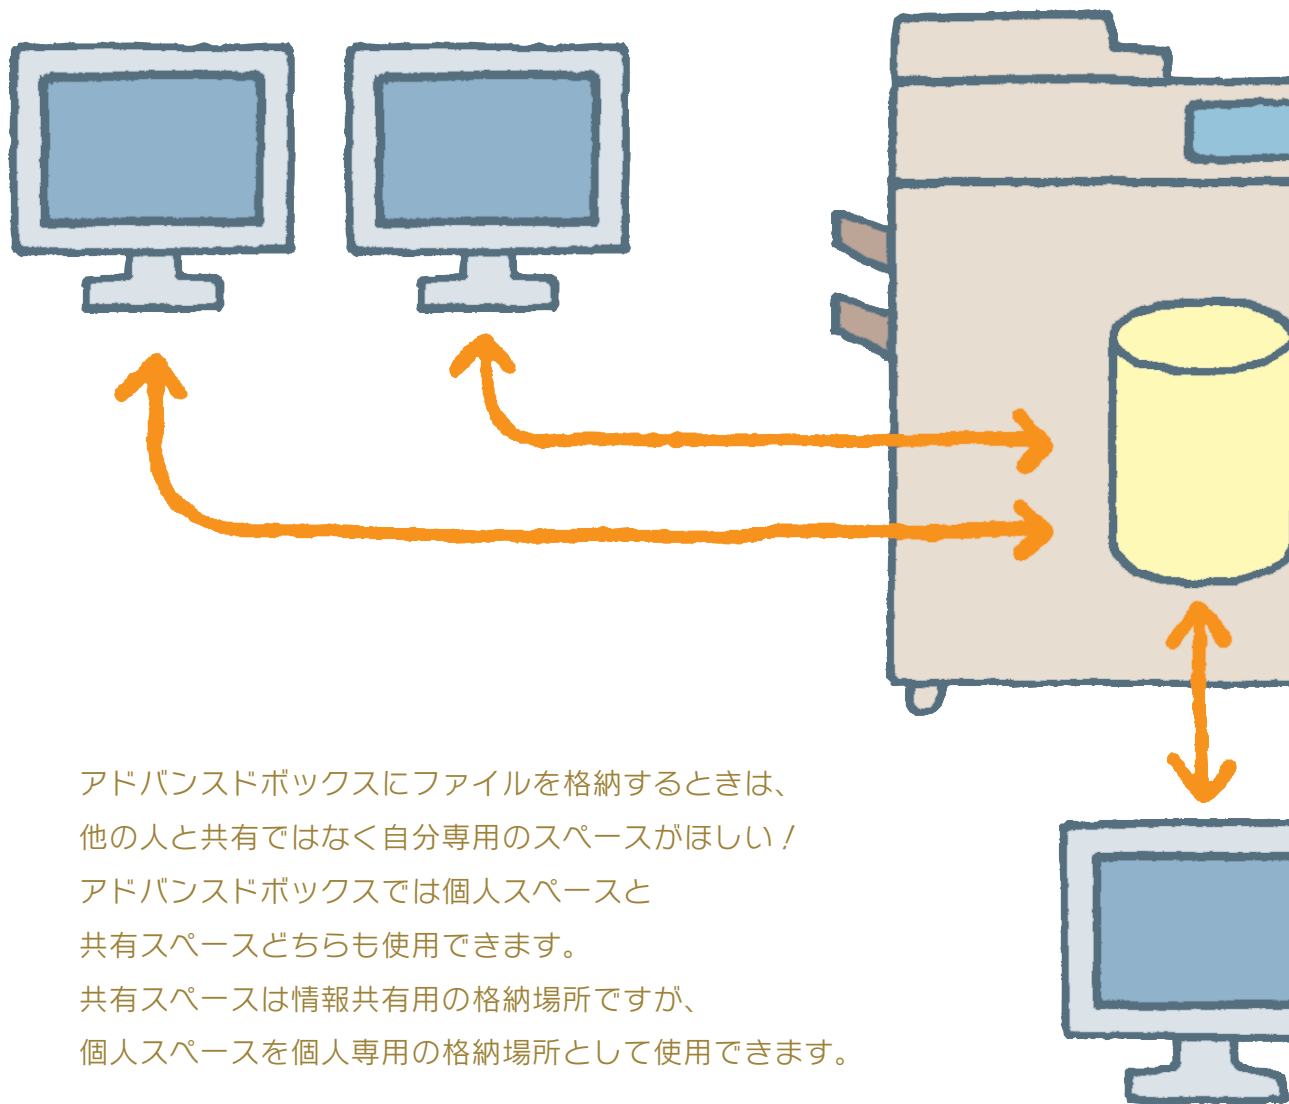 アドバンスドボックスにファイルを格納するときは、
他の人と共有ではなく自分専用のスペースがほしい！
アドバンスドボックスでは個人スペースと
共有スペースどちらも使用できます。
共有スペースは情報共有用の格納場所ですが、
個人スペースを個人専用の格納場所として使用できます。